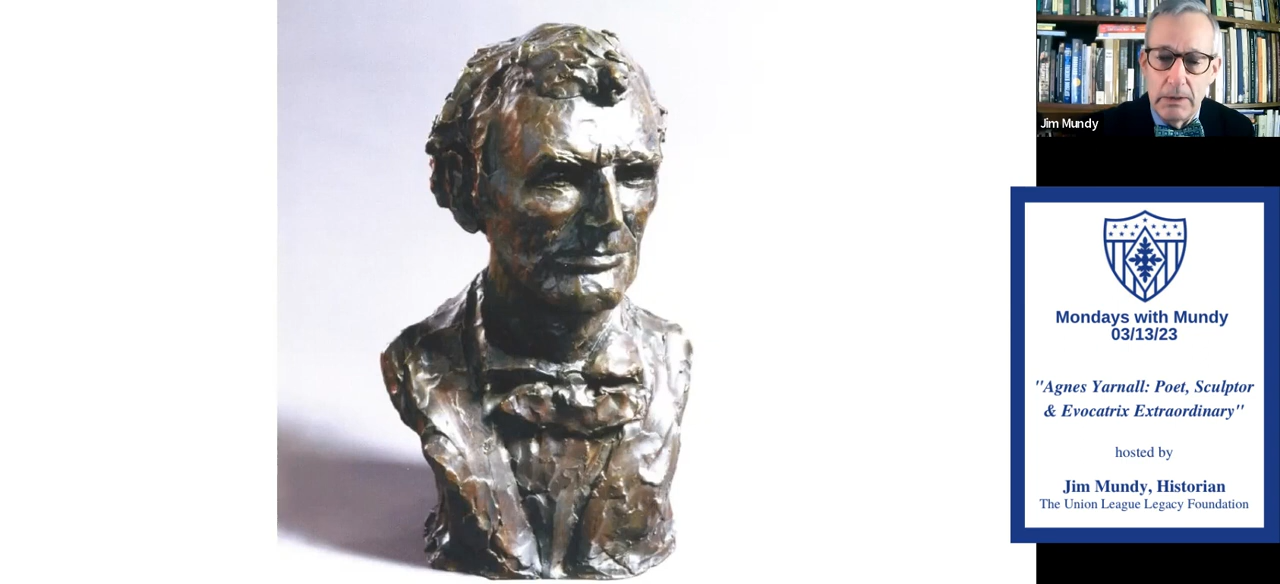 Jim Mundy
Mondays with Mundy
03/13/23
"Agnes Yarnall: Poet, Sculptor
& Evocatrix Extraordinary"
hosted by
Jim Mundy, Historian
The Union League Legacy Foundation